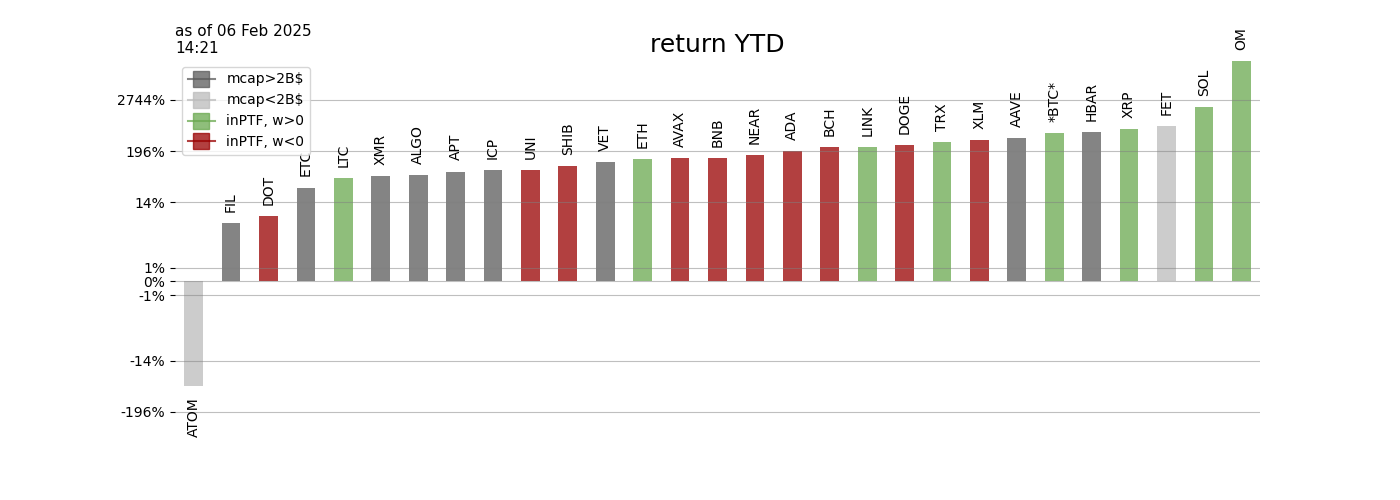 as of 06 Feb 2025
14:21
return YTD
mcap>2B$
mcap<2B$
inPTF, w>0
inPTF, w<0
2744%
196%
14%
1%
0%
-1%
-14%
-196%
ATOM
FIL
DOT
ETC
LTC
XMR
ALGO
APT
ICP
UNI
SHIB
VET
ETH
AVAX
BNB
NEAR
ADA
BCH
LINK
DOGE
TRX
XLM
AAVE
*BTC*
HBAR
XRP
FET
SOL
OM